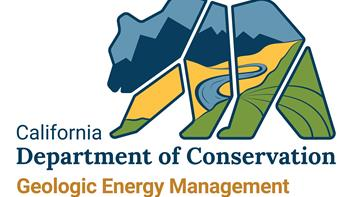 California
Department of Conservation
Geologic Energy Management